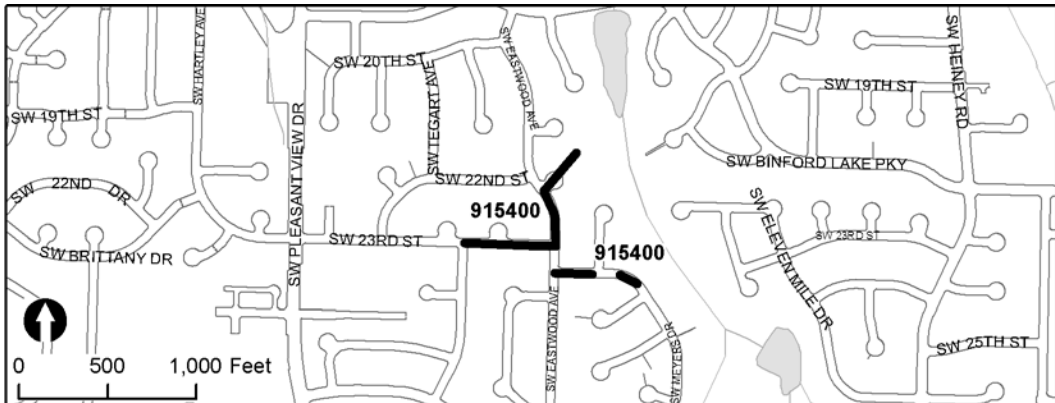 SW HARTLEY AVE
SW 20TH ST
SW TEGART AVE
SW EASTWOOD AVE
SW 19TH ST
SW HEINEY RD
SW 19TH ST
SW PLEASANT VIEW DR
SW BINFORD LAKE PKY
SW 22ND DR
SW 22ND ST
915400
SW 23RD ST
SW ELEVEN MILE DR
SW 23RD ST
SW BRITTANY DR
915400
SW EASTWOOD AVE
SW MEYERS DR
SW 25TH ST
0 500 1,000 Feet